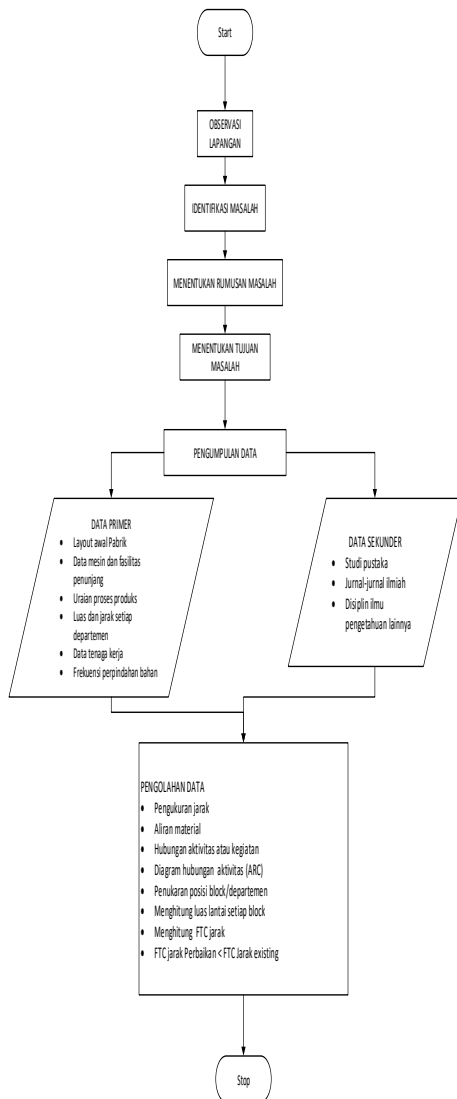 Start
OBSERVASI
LAPANGAN
IDENTIFIKASI MASALAH
MENENTUKAN RUMUSAN MASALAH
MENENTUKAN TUJUAN
MASALAH
PENGUMPULAN DATA
DATA PRIMER
• Layout awal Pabrik
• Data mesin dan fasilitas
penunjang
• Uraian proses produks
• Luas dan jarak setiap
departemen
• Data tenaga kerja
• Frekuensi perpindahan bahan
DATA SEKUNDER
• Studi pustaka
• Jurnal-jurnal ilmiah
• Disiplin ilmu
pengetahuan lainnya
PENGOLAHAN DATA
• Pengukuran jarak
• Aliran material
• Hubungan aktivitas atau kegiatan
• Diagram hubungan aktivitas (ARC)
• Penukaran posisi block/departemen
• Menghitung luas lantai setiap block
• Menghitung FTC jarak
• FTC jarak Perbaikan < FTC Jarak existing
Stop